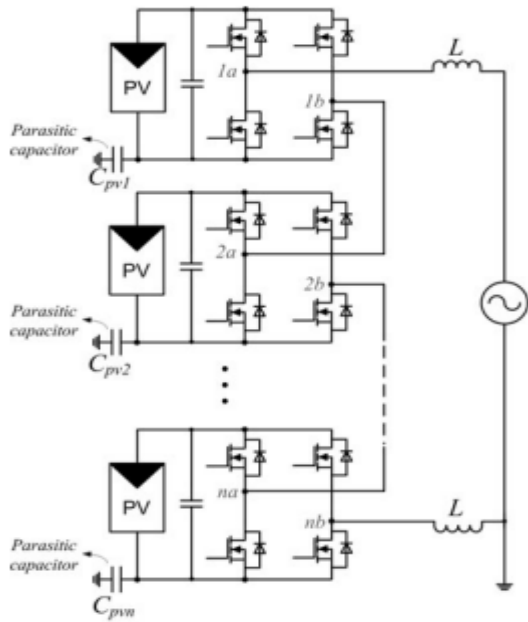 L
1a
PV
1b
Parasitic
capacitor
Cpv1
2a
PV
2b
Parasitic
capacitor
Cpv2
na
PV
nb
L
Parasitic
capacitor
Cpvn